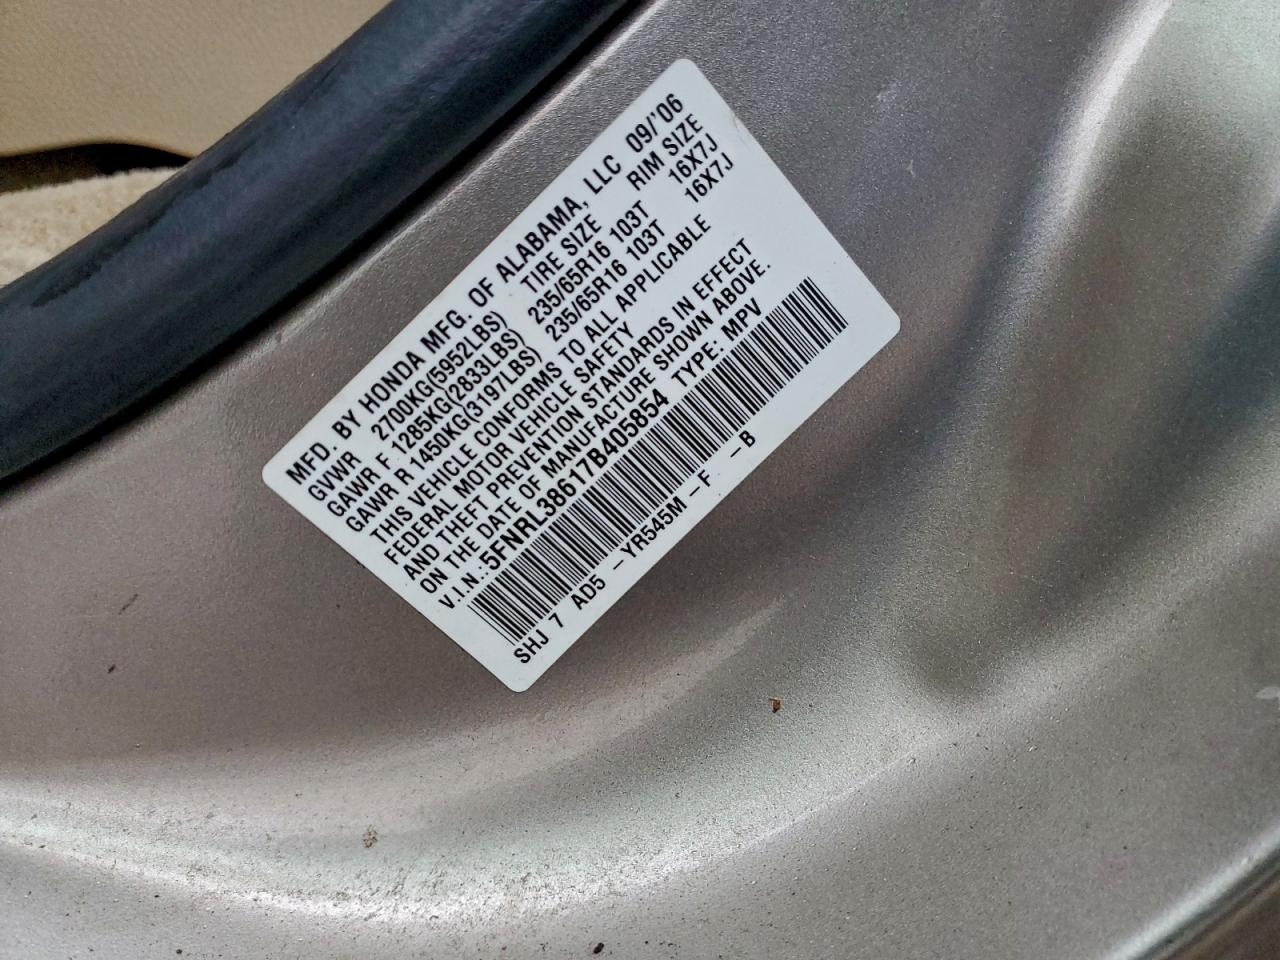 MFD. BY HONDA MFG. OF ALABAMA, LLC 09/'06
GVWR 2700KG(5952LBS) TIRE SIZE RIM SIZE
GAWR F 1285KG(2833LBS) 235/65R16 103T 16X7J
GAWR R 1450KG(3197LBS) 235/65R16 103T 16X7J
THIS VEHICLE CONFORMS TO ALL APPLICABLE
FEDERAL MOTOR VEHICLE SAFETY
AND THEFT PREVENTION STANDARDS IN EFFECT
ON THE DATE OF MANUFACTURE SHOWN ABOVE.
V.I.N.:5FNRL38617B405854 TYPE: MPV
SHJ 7 AD5 -YR545M-F -B